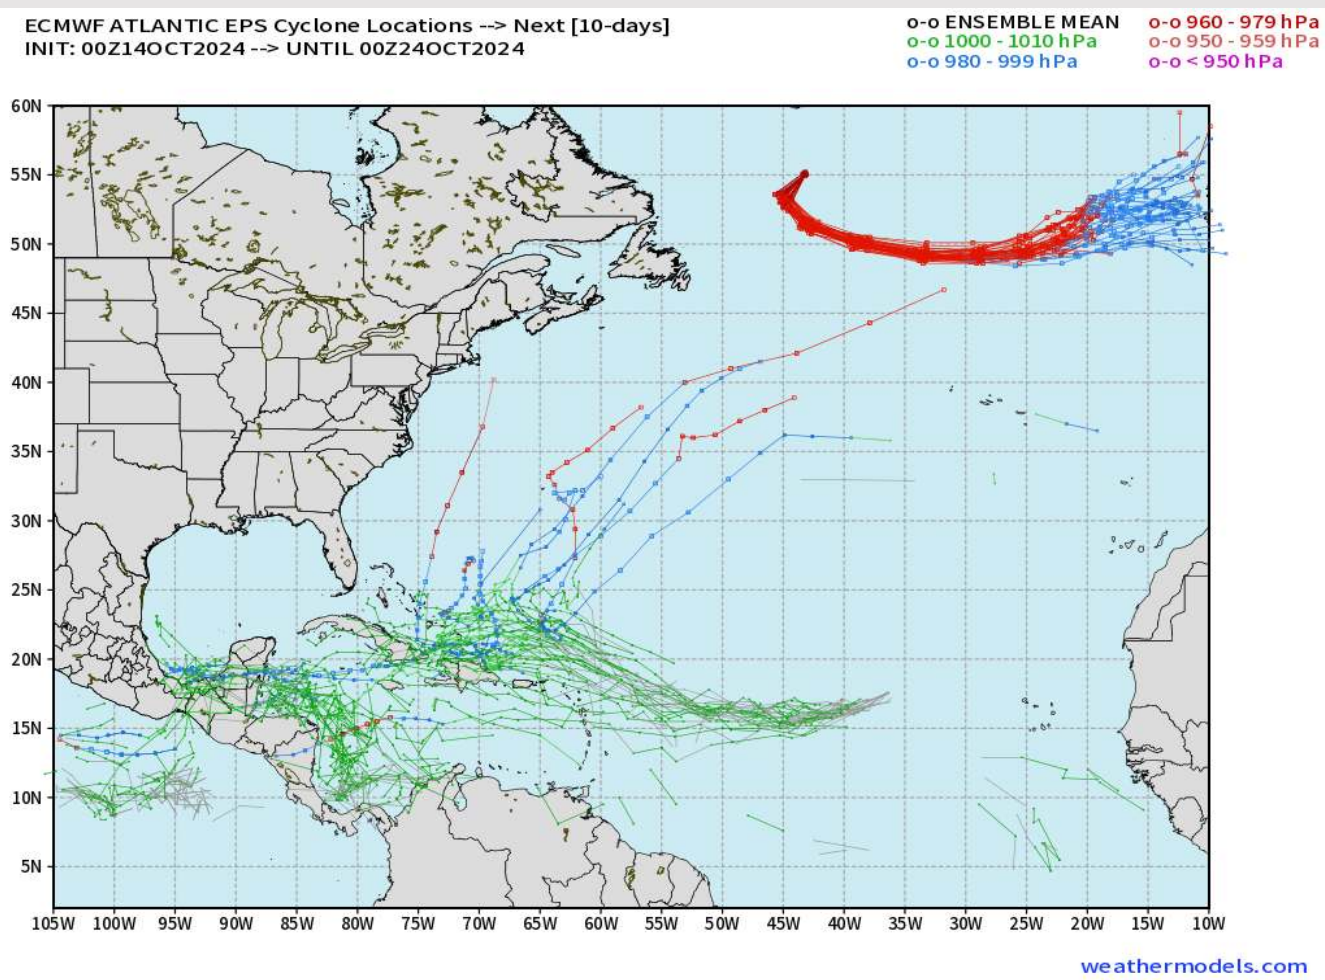 ECMWF ATLANTIC EPS Cyclone Locations --> Next [10-days]
INIT: 00Z14OCT2024 --> UNTIL 00Z24OCT2024
o-o ENSEMBLE MEAN
o-o 1000 - 1010 hPa
o-o 980 - 999 hPa
o-o 960 - 979 hPa
o-o 950 - 959 hPa
o-o < 950 hPa
60N
55N
50N
45N
40N
35N
30N
25N
20N
15N
10N
5N
105W 100W 95W 90W 85W 80W 75W 70W 65W 60W 55W 50W 45W 40W 35W 30W 25W 20W 15W 10W
weathermodels.com